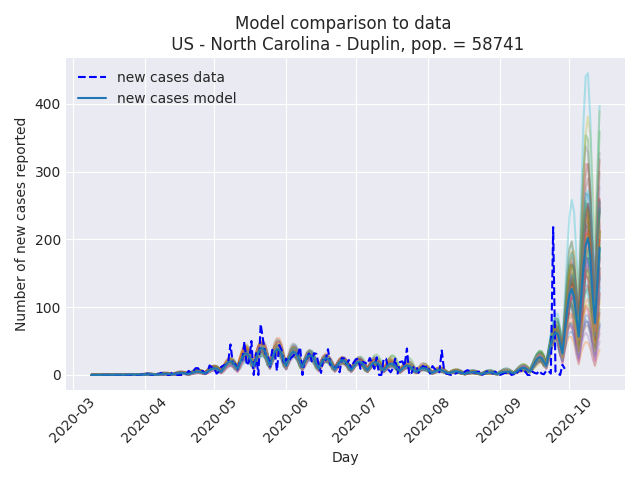 Model comparison to data
US - North Carolina - Duplin, pop. = 58741
new cases data
new cases model
Number of new cases reported
400
300
200
100
0
2020-03
2020-04
2020-05
2020-06
2020-07
2020-08
2020-09
2020-10
Day